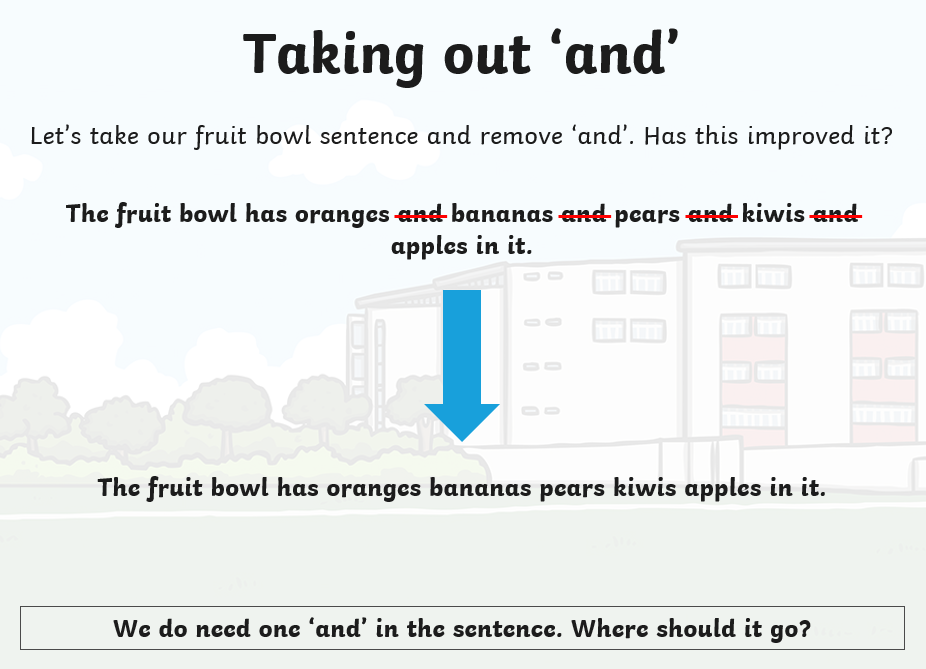 Taking out ‘and’
Let’s take our fruit bowl sentence and remove ‘and’. Has this improved it?
The fruit bowl has oranges and bananas and pears and kiwis and
apples in it.
The fruit bowl has oranges bananas pears kiwis apples in it.
We do need one ‘and’ in the sentence. Where should it go?